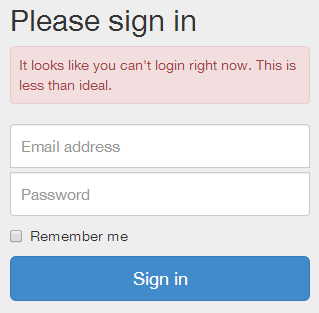 Please sign in
It looks like you can't login right now. This is
less than ideal.
Email address
Password
Remember me
Sign in